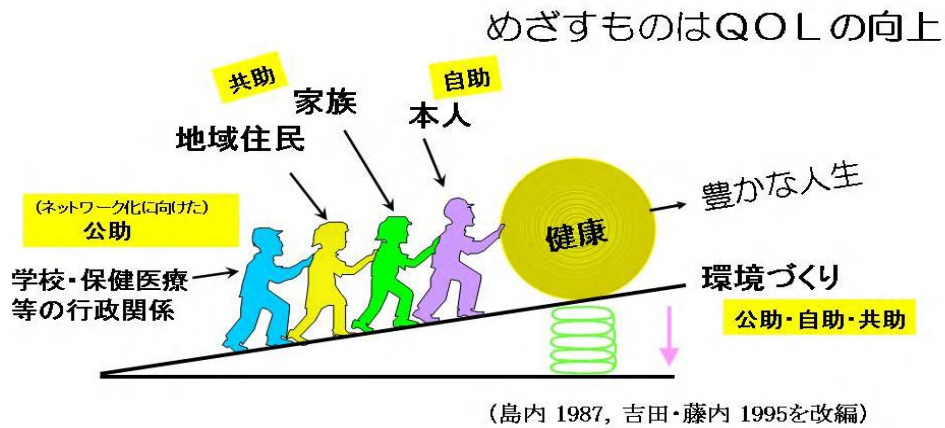 めざすものはQOLの向上
共助
自助
家族
本人
地域住民
(ネットワーク化に向けた)
公助
健康
豊かな人生
学校・保健医療
等の行政関係
環境づくり
公助・自助・共助
(島内 1987, 吉田・藤内 1995を改編)